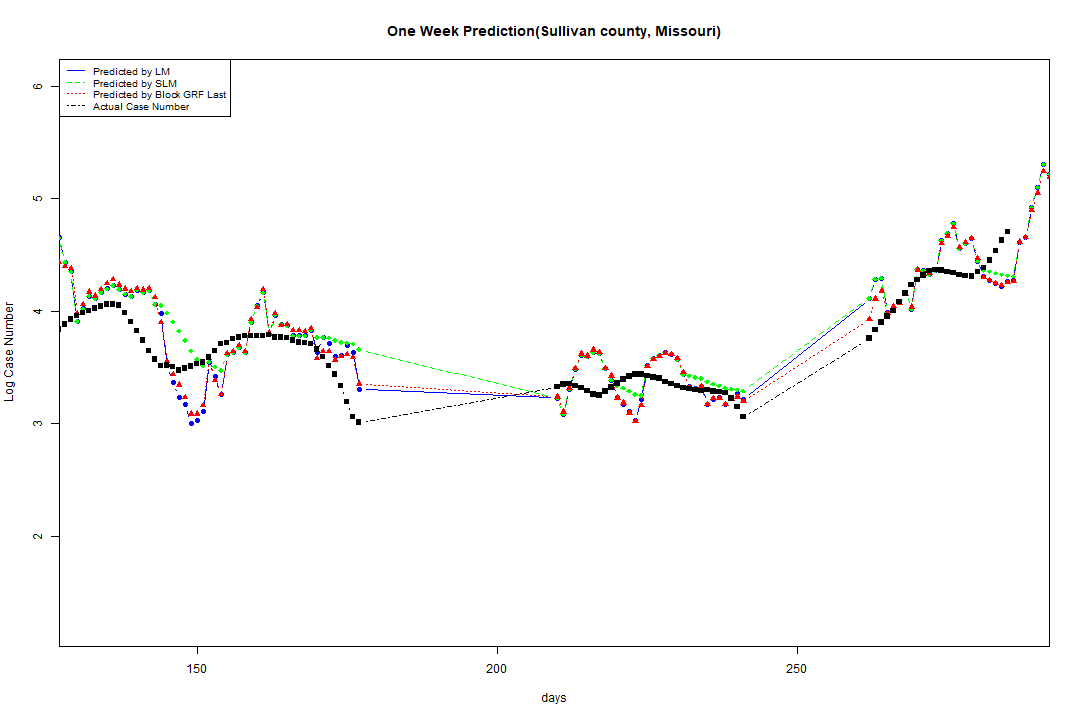 One Week Prediction(Sullivan county, Missouri)
Predicted by LM
Predicted by SLM
Predicted by Block GRF Last
Actual Case Number
Log Case Number
6
5
4
3
2
150
200
250
days